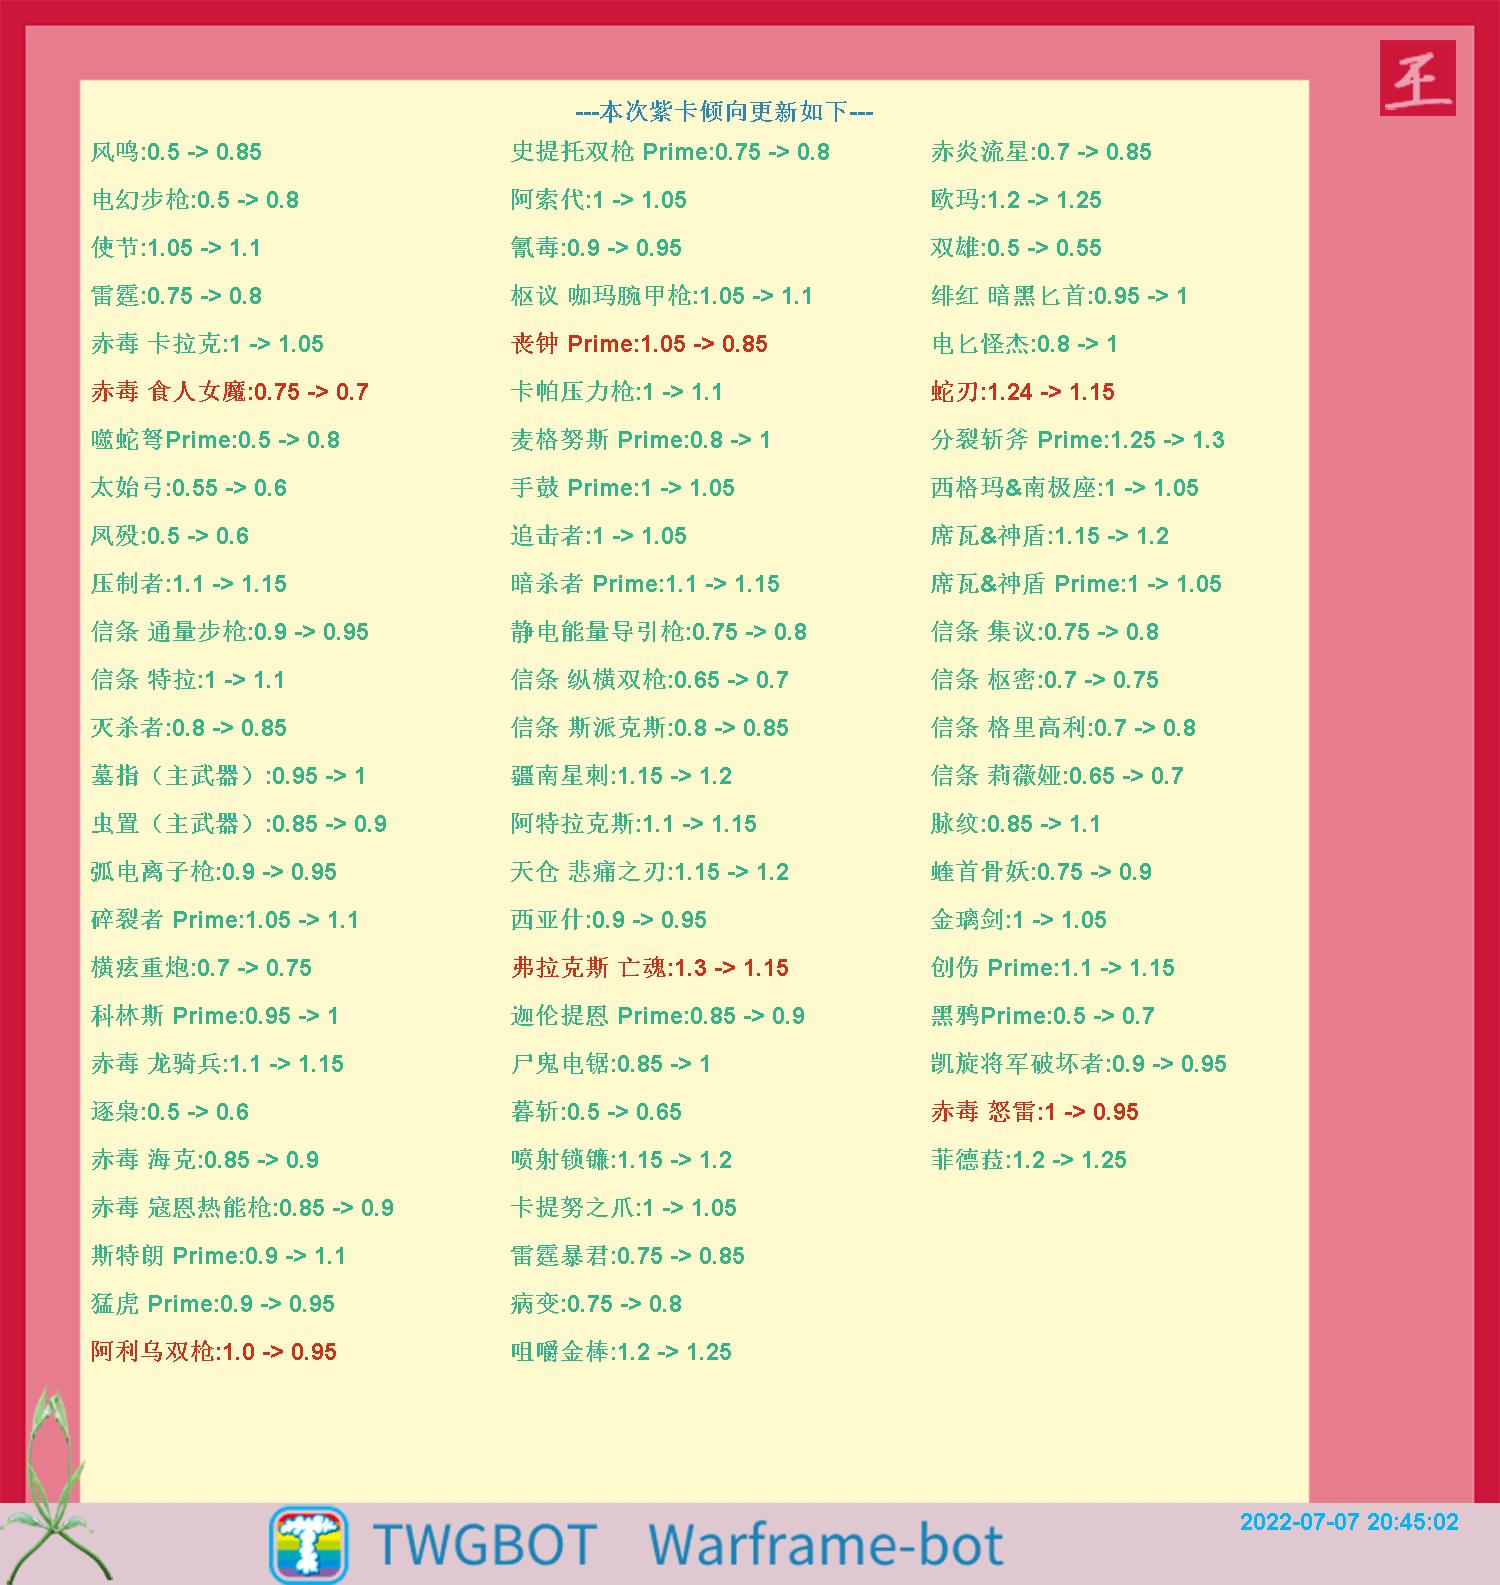 王
---本次紫卡倾向更新如下---
风鸣:0.5 -> 0.85
电幻步枪:0.5 -> 0.8
使节:1.05 -> 1.1
雷霆:0.75 -> 0.8
赤毒 卡拉克:1 -> 1.05
赤毒 食人女魔:0.75 -> 0.7
噬蛇弩Prime:0.5 -> 0.8
太始弓:0.55 -> 0.6
凤殁:0.5 -> 0.6
压制者:1.1 -> 1.15
信条 通量步枪:0.9 -> 0.95
信条 特拉:1 -> 1.1
灭杀者:0.8 -> 0.85
墓指（主武器）:0.95 -> 1
虫置（主武器）:0.85 -> 0.9
弧电离子枪:0.9 -> 0.95
碎裂者 Prime:1.05 -> 1.1
横痃重炮:0.7 -> 0.75
科林斯 Prime:0.95 -> 1
赤毒 龙骑兵:1.1 -> 1.15
逐枭:0.5 -> 0.6
赤毒 海克:0.85 -> 0.9
赤毒 寇恩热能枪:0.85 -> 0.9
斯特朗 Prime:0.9 -> 1.1
猛虎 Prime:0.9 -> 0.95
阿利乌双枪:1.0 -> 0.95
史提托双枪 Prime:0.75 -> 0.8
阿索代:1 -> 1.05
氰毒:0.9 -> 0.95
枢议 咖玛腕甲枪:1.05 -> 1.1
丧钟 Prime:1.05 -> 0.85
卡帕压力枪:1 -> 1.1
麦格努斯 Prime:0.8 -> 1
手鼓 Prime:1 -> 1.05
追击者:1 -> 1.05
暗杀者 Prime:1.1 -> 1.15
静电能量导引枪:0.75 -> 0.8
信条 纵横双枪:0.65 -> 0.7
信条 斯派克斯:0.8 -> 0.85
疆南星刺:1.15 -> 1.2
阿特拉克斯:1.1 -> 1.15
天仓 悲痛之刃:1.15 -> 1.2
西亚什:0.9 -> 0.95
弗拉克斯 亡魂:1.3 -> 1.15
迦伦提恩 Prime:0.85 -> 0.9
尸鬼电锯:0.85 -> 1
暮斩:0.5 -> 0.65
喷射锁镰:1.15 -> 1.2
卡提努之爪:1 -> 1.05
雷霆暴君:0.75 -> 0.85
病变:0.75 -> 0.8
咀嚼金棒:1.2 -> 1.25
赤炎流星:0.7 -> 0.85
欧玛:1.2 -> 1.25
双雄:0.5 -> 0.55
绯红 暗黑匕首:0.95 -> 1
电匕怪杰:0.8 -> 1
蛇刃:1.24 -> 1.15
分裂斩斧 Prime:1.25 -> 1.3
西格玛&南极座:1 -> 1.05
席瓦&神盾:1.15 -> 1.2
席瓦&神盾 Prime:1 -> 1.05
信条 集议:0.75 -> 0.8
信条 枢密:0.7 -> 0.75
信条 格里高利:0.7 -> 0.8
信条 莉薇娅:0.65 -> 0.7
脉纹:0.85 -> 1.1
蝰首骨妖:0.75 -> 0.9
金璃剑:1 -> 1.05
创伤 Prime:1.1 -> 1.15
黑鸦Prime:0.5 -> 0.7
凯旋将军破坏者:0.9 -> 0.95
赤毒 怒雷:1 -> 0.95
菲德菈:1.2 -> 1.25
TWGBOT Warframe-bot
2022-07-07 20:45:02